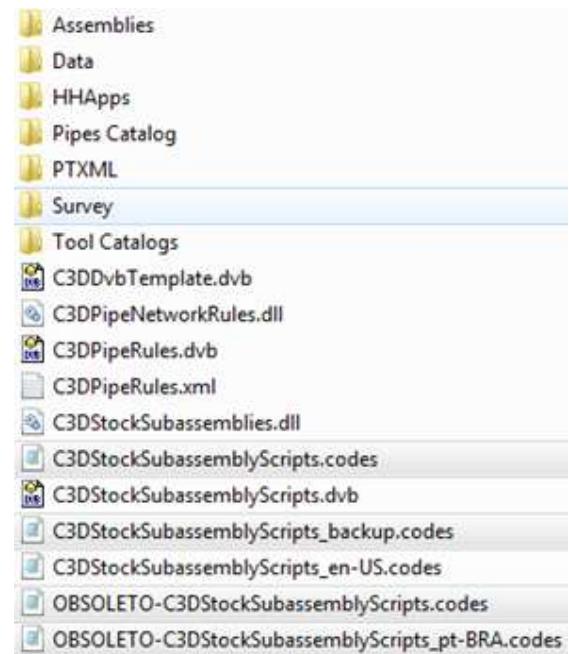 Assemblies
Data
HHApps
Pipes Catalog
PTXML
Survey
Tool Catalogs
C3DDvbTemplate.dvb
C3DPipeNetworkRules.dll
C3DPipeRules.dvb
C3DPipeRules.xml
C3DStockSubassemblies.dll
C3DStockSubassemblyScripts.codes
C3DStockSubassemblyScripts.dvb
C3DStockSubassemblyScripts_backup.codes
C3DStockSubassemblyScripts_en-US.codes
OBSOLETO-C3DStockSubassemblyScripts.codes
OBSOLETO-C3DStockSubassemblyScripts_pt-BRA.codes